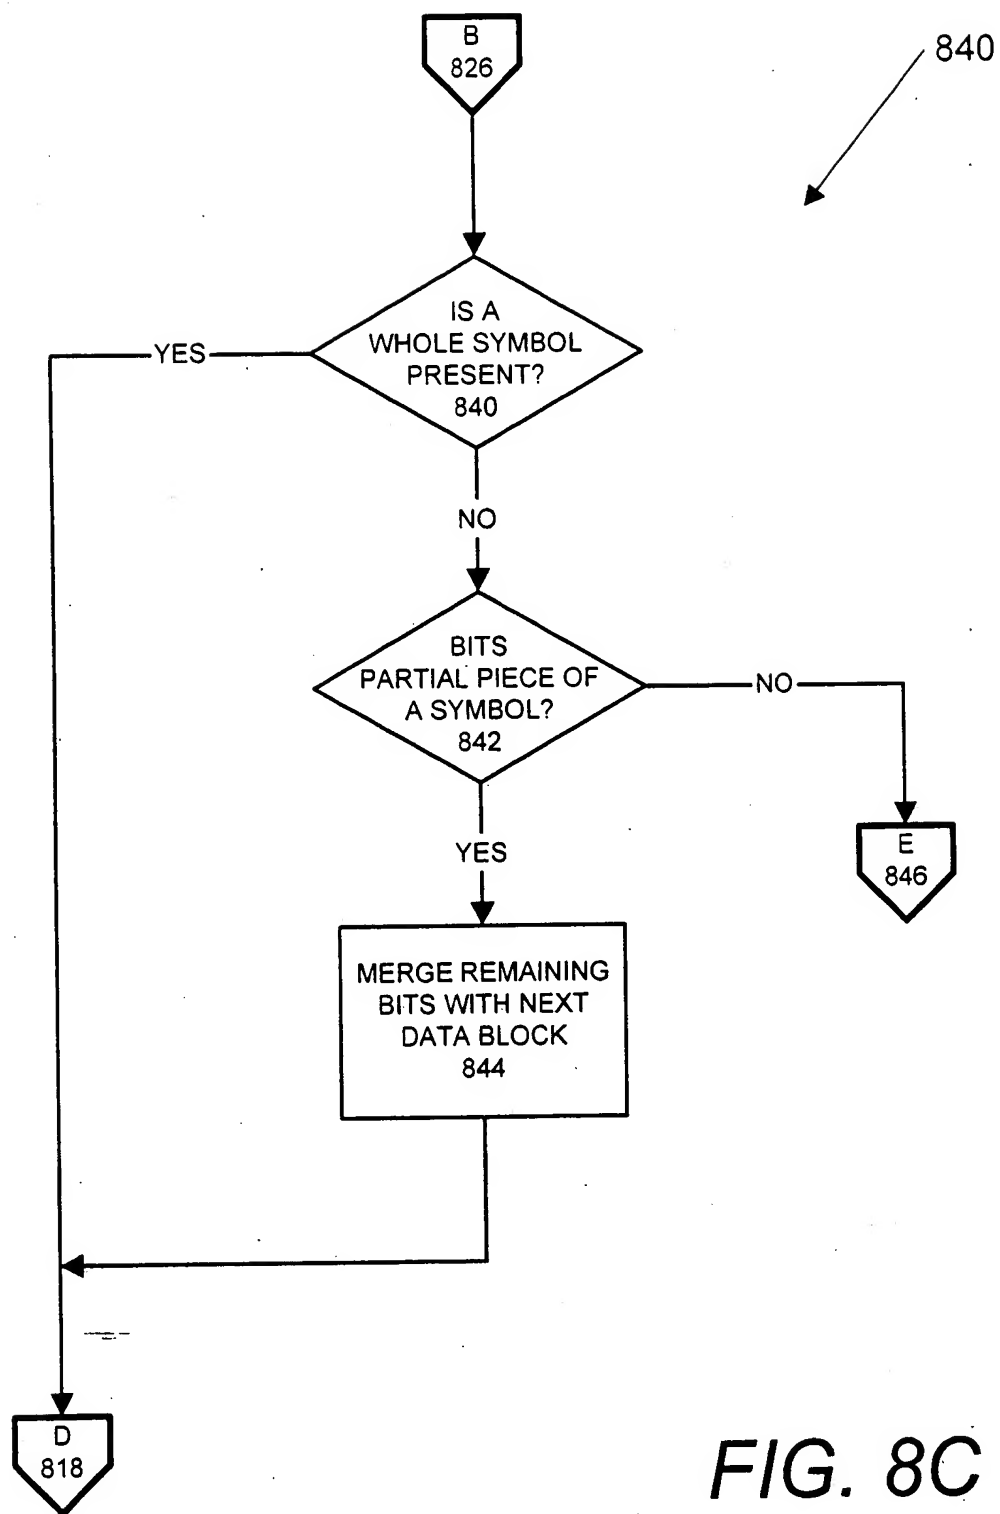 B
826
840
IS A
WHOLE SYMBOL
PRESENT?
840
YES
NO
BITS
PARTIAL PIECE OF
A SYMBOL?
842
NO
E
846
YES
MERGE REMAINING
BITS WITH NEXT
DATA BLOCK
844
D
818
FIG. 8C